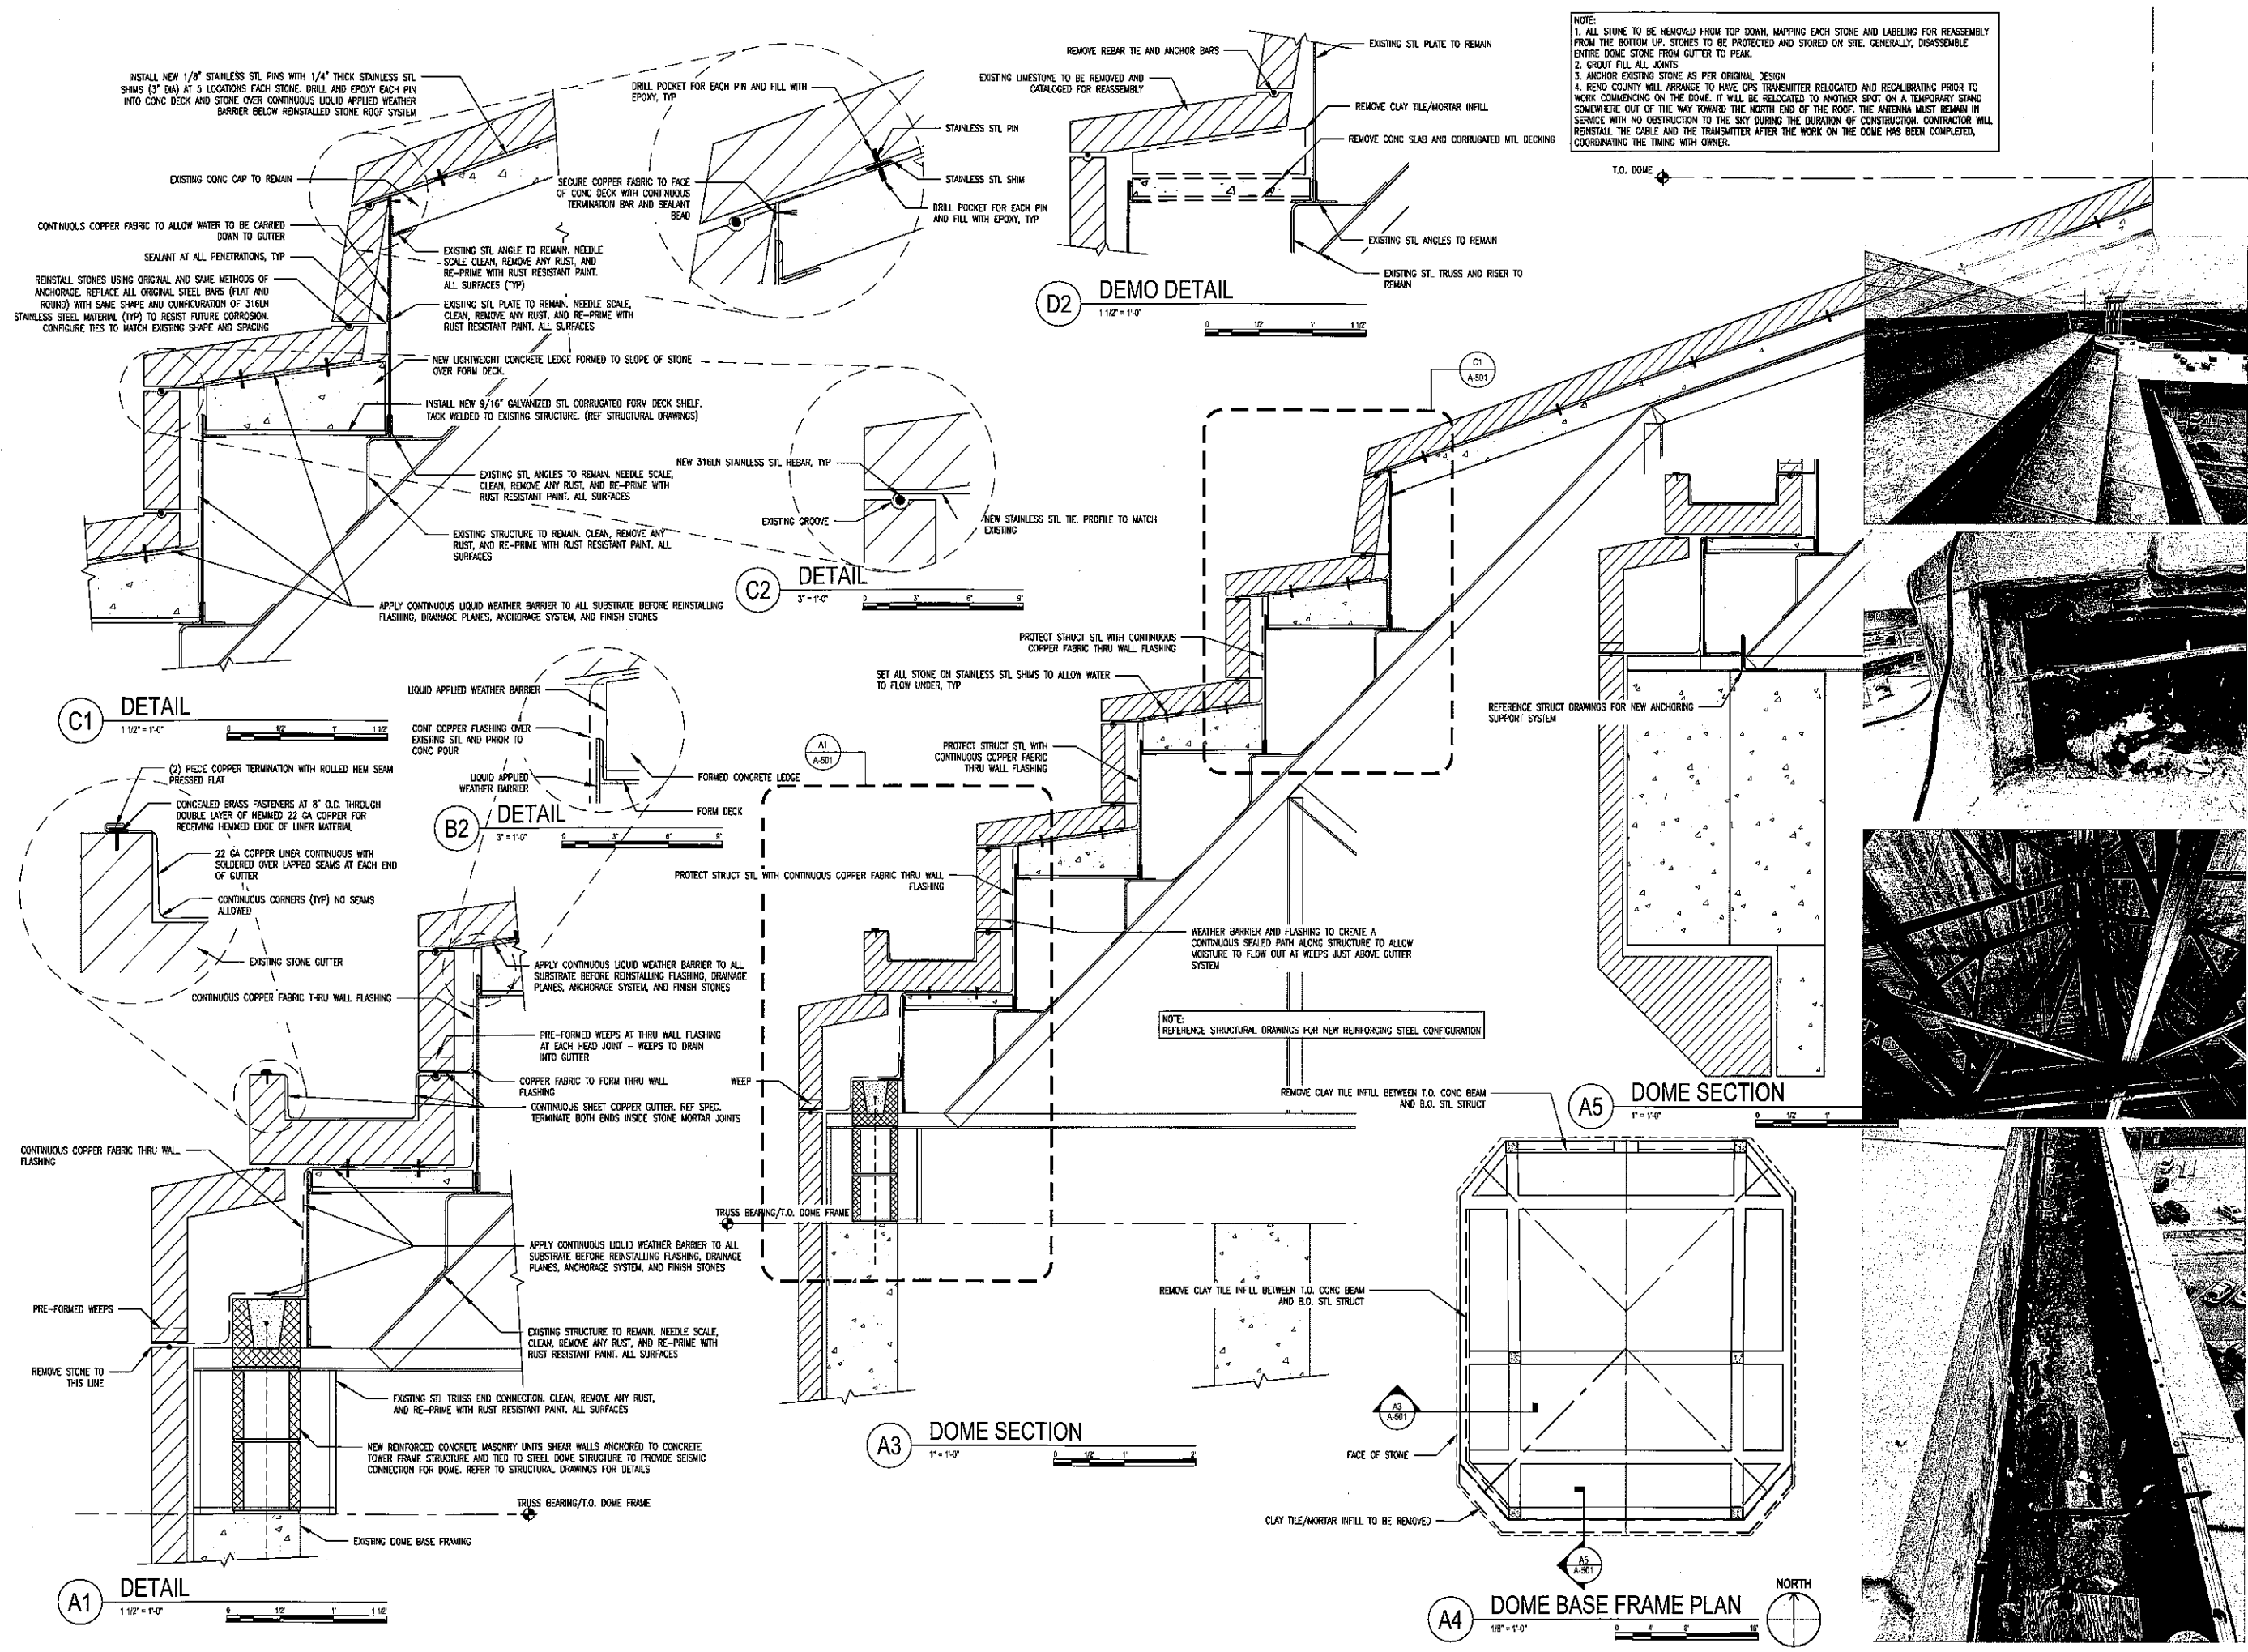 INSTALL NEW 1/8" STAINLESS STL PINS WITH 1/4" THICK STAINLESS STL
SHIMS (3" DIA) AT 5 LOCATIONS EACH STONE. DRILL AND EPOXY EACH PIN
INTO CONC DECK AND STONE OVER CONTINUOUS LIQUID APPLIED WEATHER
BARRIER BELOW REINSTALLED STONE ROOF SYSTEM
EXISTING CONC CAP TO REMAIN
CONTINUOUS COPPER FABRIC TO ALLOW WATER TO BE CARRIED
DOWN TO GUTTER
SEALANT AT ALL PENETRATIONS, TYP
REINSTALL STONES USING ORIGINAL AND SAME METHODS OF
ANCHORAGE. REPLACE ALL ORIGINAL STEEL BARS (FLAT AND
ROUND) WITH SAME SHAPE AND CONFIGURATION OF 316LN
STAINLESS STEEL MATERIAL (TYP) TO RESIST FUTURE CORROSION.
CONFIGURE TIES TO MATCH EXISTING SHAPE AND SPACING
EXISTING STL ANGLE TO REMAIN. NEEDLE
SCALE CLEAN, REMOVE ANY RUST, AND
RE-PRIME WITH RUST RESISTANT PAINT.
ALL SURFACES (TYP)
EXISTING STL PLATE TO REMAIN. NEEDLE SCALE,
CLEAN, REMOVE ANY RUST, AND RE-PRIME WITH
RUST RESISTANT PAINT. ALL SURFACES
NEW LIGHTWEIGHT CONCRETE LEDGE FORMED TO SLOPE OF STONE
OVER FORM DECK.
INSTALL NEW 9/16" GALVANIZED STL CORRUGATED FORM DECK SHELF.
TACK WELDED TO EXISTING STRUCTURE. (REF STRUCTURAL DRAWINGS)
EXISTING STL ANGLES TO REMAIN. NEEDLE SCALE,
CLEAN, REMOVE ANY RUST, AND RE-PRIME WITH
RUST RESISTANT PAINT. ALL SURFACES
EXISTING STRUCTURE TO REMAIN. CLEAN, REMOVE ANY
RUST, AND RE-PRIME WITH RUST RESISTANT PAINT. ALL
SURFACES
APPLY CONTINUOUS LIQUID WEATHER BARRIER TO ALL SUBSTRATE BEFORE REINSTALLING
FLASHING, DRAINAGE PLANES, ANCHORAGE SYSTEM, AND FINISH STONES
C1 DETAIL
1 1/2" = 1'-0"
0 1/2' 1' 1 1/2'
DRILL POCKET FOR EACH PIN AND FILL WITH
EPOXY, TYP
STAINLESS STL PIN
STAINLESS STL SHIM
SECURE COPPER FABRIC TO FACE
OF CONC DECK WITH CONTINUOUS
TERMINATION BAR AND SEALANT
BEAD
DRILL POCKET FOR EACH PIN
AND FILL WITH EPOXY, TYP
NEW 316LN STAINLESS STL REBAR, TYP
EXISTING GROOVE
NEW STAINLESS STL TIE. PROFILE TO MATCH
EXISTING
C2 DETAIL
3" = 1'-0"
0 3" 6" 9"
REMOVE REBAR TIE AND ANCHOR BARS
EXISTING LIMESTONE TO BE REMOVED AND
CATALOGED FOR REASSEMBLY
EXISTING STL PLATE TO REMAIN
REMOVE CLAY TILE/MORTAR INFILL
REMOVE CONC SLAB AND CORRUGATED MTL DECKING
EXISTING STL ANGLES TO REMAIN
EXISTING STL TRUSS AND RISER TO
REMAIN
D2 DEMO DETAIL
1 1/2" = 1'-0"
0 1/2' 1' 1 1/2'
NOTE:
1. ALL STONE TO BE REMOVED FROM TOP DOWN, MAPPING EACH STONE AND LABELING FOR REASSEMBLY
FROM THE BOTTOM UP. STONES TO BE PROTECTED AND STORED ON SITE. GENERALLY, DISASSEMBLE
ENTIRE DOME STONE FROM GUTTER TO PEAK.
2. GROUT FILL ALL JOINTS
3. ANCHOR EXISTING STONE AS PER ORIGINAL DESIGN
4. RENO COUNTY WILL ARRANGE TO HAVE GPS TRANSMITTER RELOCATED AND RECALIBRATING PRIOR TO
WORK COMMENCING ON THE DOME. IT WILL BE RELOCATED TO ANOTHER SPOT ON A TEMPORARY STAND
SOMEWHERE OUT OF THE WAY TOWARD THE NORTH END OF THE ROOF. THE ANTENNA MUST REMAIN IN
SERVICE WITH NO OBSTRUCTION TO THE SKY DURING THE DURATION OF CONSTRUCTION. CONTRACTOR WILL
REINSTALL THE CABLE AND THE TRANSMITTER AFTER THE WORK ON THE DOME HAS BEEN COMPLETED,
COORDINATING THE TIMING WITH OWNER.
T.O. DOME
C1
A-501
PROTECT STRUCT STL WITH CONTINUOUS
COPPER FABRIC THRU WALL FLASHING
SET ALL STONE ON STAINLESS STL SHIMS TO ALLOW WATER
TO FLOW UNDER, TYP
PROTECT STRUCT STL WITH
CONTINUOUS COPPER FABRIC
THRU WALL FLASHING
A1
A-501
PROTECT STRUCT STL WITH CONTINUOUS COPPER FABRIC THRU WALL
FLASHING
WEATHER BARRIER AND FLASHING TO CREATE A
CONTINUOUS SEALED PATH ALONG STRUCTURE TO ALLOW
MOISTURE TO FLOW OUT AT WEEPS JUST ABOVE GUTTER
SYSTEM
NOTE:
REFERENCE STRUCTURAL DRAWINGS FOR NEW REINFORCING STEEL CONFIGURATION
WEEP
TRUSS BEARING/T.O. DOME FRAME
A3 DOME SECTION
1" = 1'-0"
0 1/2' 1' 2'
REFERENCE STRUCT DRAWINGS FOR NEW ANCHORING
SUPPORT SYSTEM
A5 DOME SECTION
1" = 1'-0"
0 1/2' 1'
LIQUID APPLIED WEATHER BARRIER
CONT COPPER FLASHING OVER
EXISTING STL AND PRIOR TO
CONC POUR
LIQUID APPLIED
WEATHER BARRIER
FORMED CONCRETE LEDGE
FORM DECK
B2 DETAIL
3" = 1'-0"
0 3" 6" 9"
(2) PIECE COPPER TERMINATION WITH ROLLED HEM SEAM
PRESSED FLAT
CONCEALED BRASS FASTENERS AT 8" O.C. THROUGH
DOUBLE LAYER OF HEMMED 22 GA COPPER FOR
RECEIVING HEMMED EDGE OF LINER MATERIAL
22 GA COPPER LINER CONTINUOUS WITH
SOLDERED OVER LAPPED SEAMS AT EACH END
OF GUTTER
CONTINUOUS CORNERS (TYP) NO SEAMS
ALLOWED
EXISTING STONE GUTTER
CONTINUOUS COPPER FABRIC THRU WALL FLASHING
APPLY CONTINUOUS LIQUID WEATHER BARRIER TO ALL
SUBSTRATE BEFORE REINSTALLING FLASHING, DRAINAGE
PLANES, ANCHORAGE SYSTEM, AND FINISH STONES
PRE-FORMED WEEPS AT THRU WALL FLASHING
AT EACH HEAD JOINT - WEEPS TO DRAIN
INTO GUTTER
COPPER FABRIC TO FORM THRU WALL
FLASHING
CONTINUOUS SHEET COPPER GUTTER. REF SPEC.
TERMINATE BOTH ENDS INSIDE STONE MORTAR JOINTS
CONTINUOUS COPPER FABRIC THRU WALL
FLASHING
APPLY CONTINUOUS LIQUID WEATHER BARRIER TO ALL
SUBSTRATE BEFORE REINSTALLING FLASHING, DRAINAGE
PLANES, ANCHORAGE SYSTEM, AND FINISH STONES
PRE-FORMED WEEPS
REMOVE STONE TO
THIS LINE
EXISTING STRUCTURE TO REMAIN. NEEDLE SCALE,
CLEAN, REMOVE ANY RUST, AND RE-PRIME WITH
RUST RESISTANT PAINT. ALL SURFACES
EXISTING STL TRUSS END CONNECTION. CLEAN, REMOVE ANY RUST,
AND RE-PRIME WITH RUST RESISTANT PAINT. ALL SURFACES
NEW REINFORCED CONCRETE MASONRY UNITS SHEAR WALLS ANCHORED TO CONCRETE
TOWER FRAME STRUCTURE AND TIED TO STEEL DOME STRUCTURE TO PROVIDE SEISMIC
CONNECTION FOR DOME. REFER TO STRUCTURAL DRAWINGS FOR DETAILS
TRUSS BEARING/T.O. DOME FRAME
EXISTING DOME BASE FRAMING
A1 DETAIL
1 1/2" = 1'-0"
0 1/2' 1' 1 1/2'
REMOVE CLAY TILE INFILL BETWEEN T.O. CONC BEAM
AND B.O. STL STRUCT
REMOVE CLAY TILE INFILL BETWEEN T.O. CONC BEAM
AND B.O. STL STRUCT
A3
A-501
FACE OF STONE
CLAY TILE/MORTAR INFILL TO BE REMOVED
A5
A-501
A4 DOME BASE FRAME PLAN
1/8" = 1'-0"
0 4' 8' 16'
NORTH